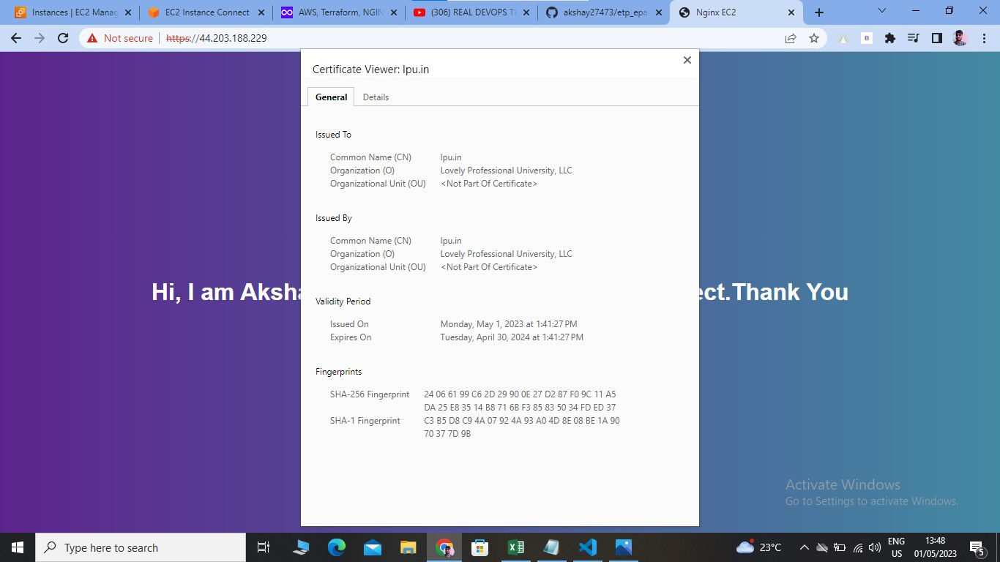 Instances | EC2 Manag
EC2 Instance Connect
AWS, Terraform, NGIN
(306) REAL DEVOPS TE
akshay27473/etp_epa
Nginx EC2
Not secure
https://44.203.188.229
B
Certificate Viewer: lpu.in
General
Details
Issued To
Common Name (CN) lpu.in
Organization (O) Lovely Professional University, LLC
Organizational Unit (OU) <Not Part Of Certificate>
Issued By
Common Name (CN) lpu.in
Organization (O) Lovely Professional University, LLC
Organizational Unit (OU) <Not Part Of Certificate>
Hi, I am Aksha
ect.Thank You
Validity Period
Issued On Monday, May 1, 2023 at 1:41:27 PM
Expires On Tuesday, April 30, 2024 at 1:41:27 PM
Fingerprints
SHA-256 Fingerprint 24 06 61 99 C6 2D 29 90 0E 27 D2 87 F0 9C 11 A5
DA 25 E8 35 14 B8 71 6B F3 85 83 50 34 FD ED 37
SHA-1 Fingerprint C3 B5 D8 C9 4A 07 92 4A 93 A0 4D 8E 08 BE 1A 90
70 37 7D 9B
Activate Windows
Go to Settings to activate Windows.
Type here to search
23°C
ENG
US
13:48
01/05/2023
5